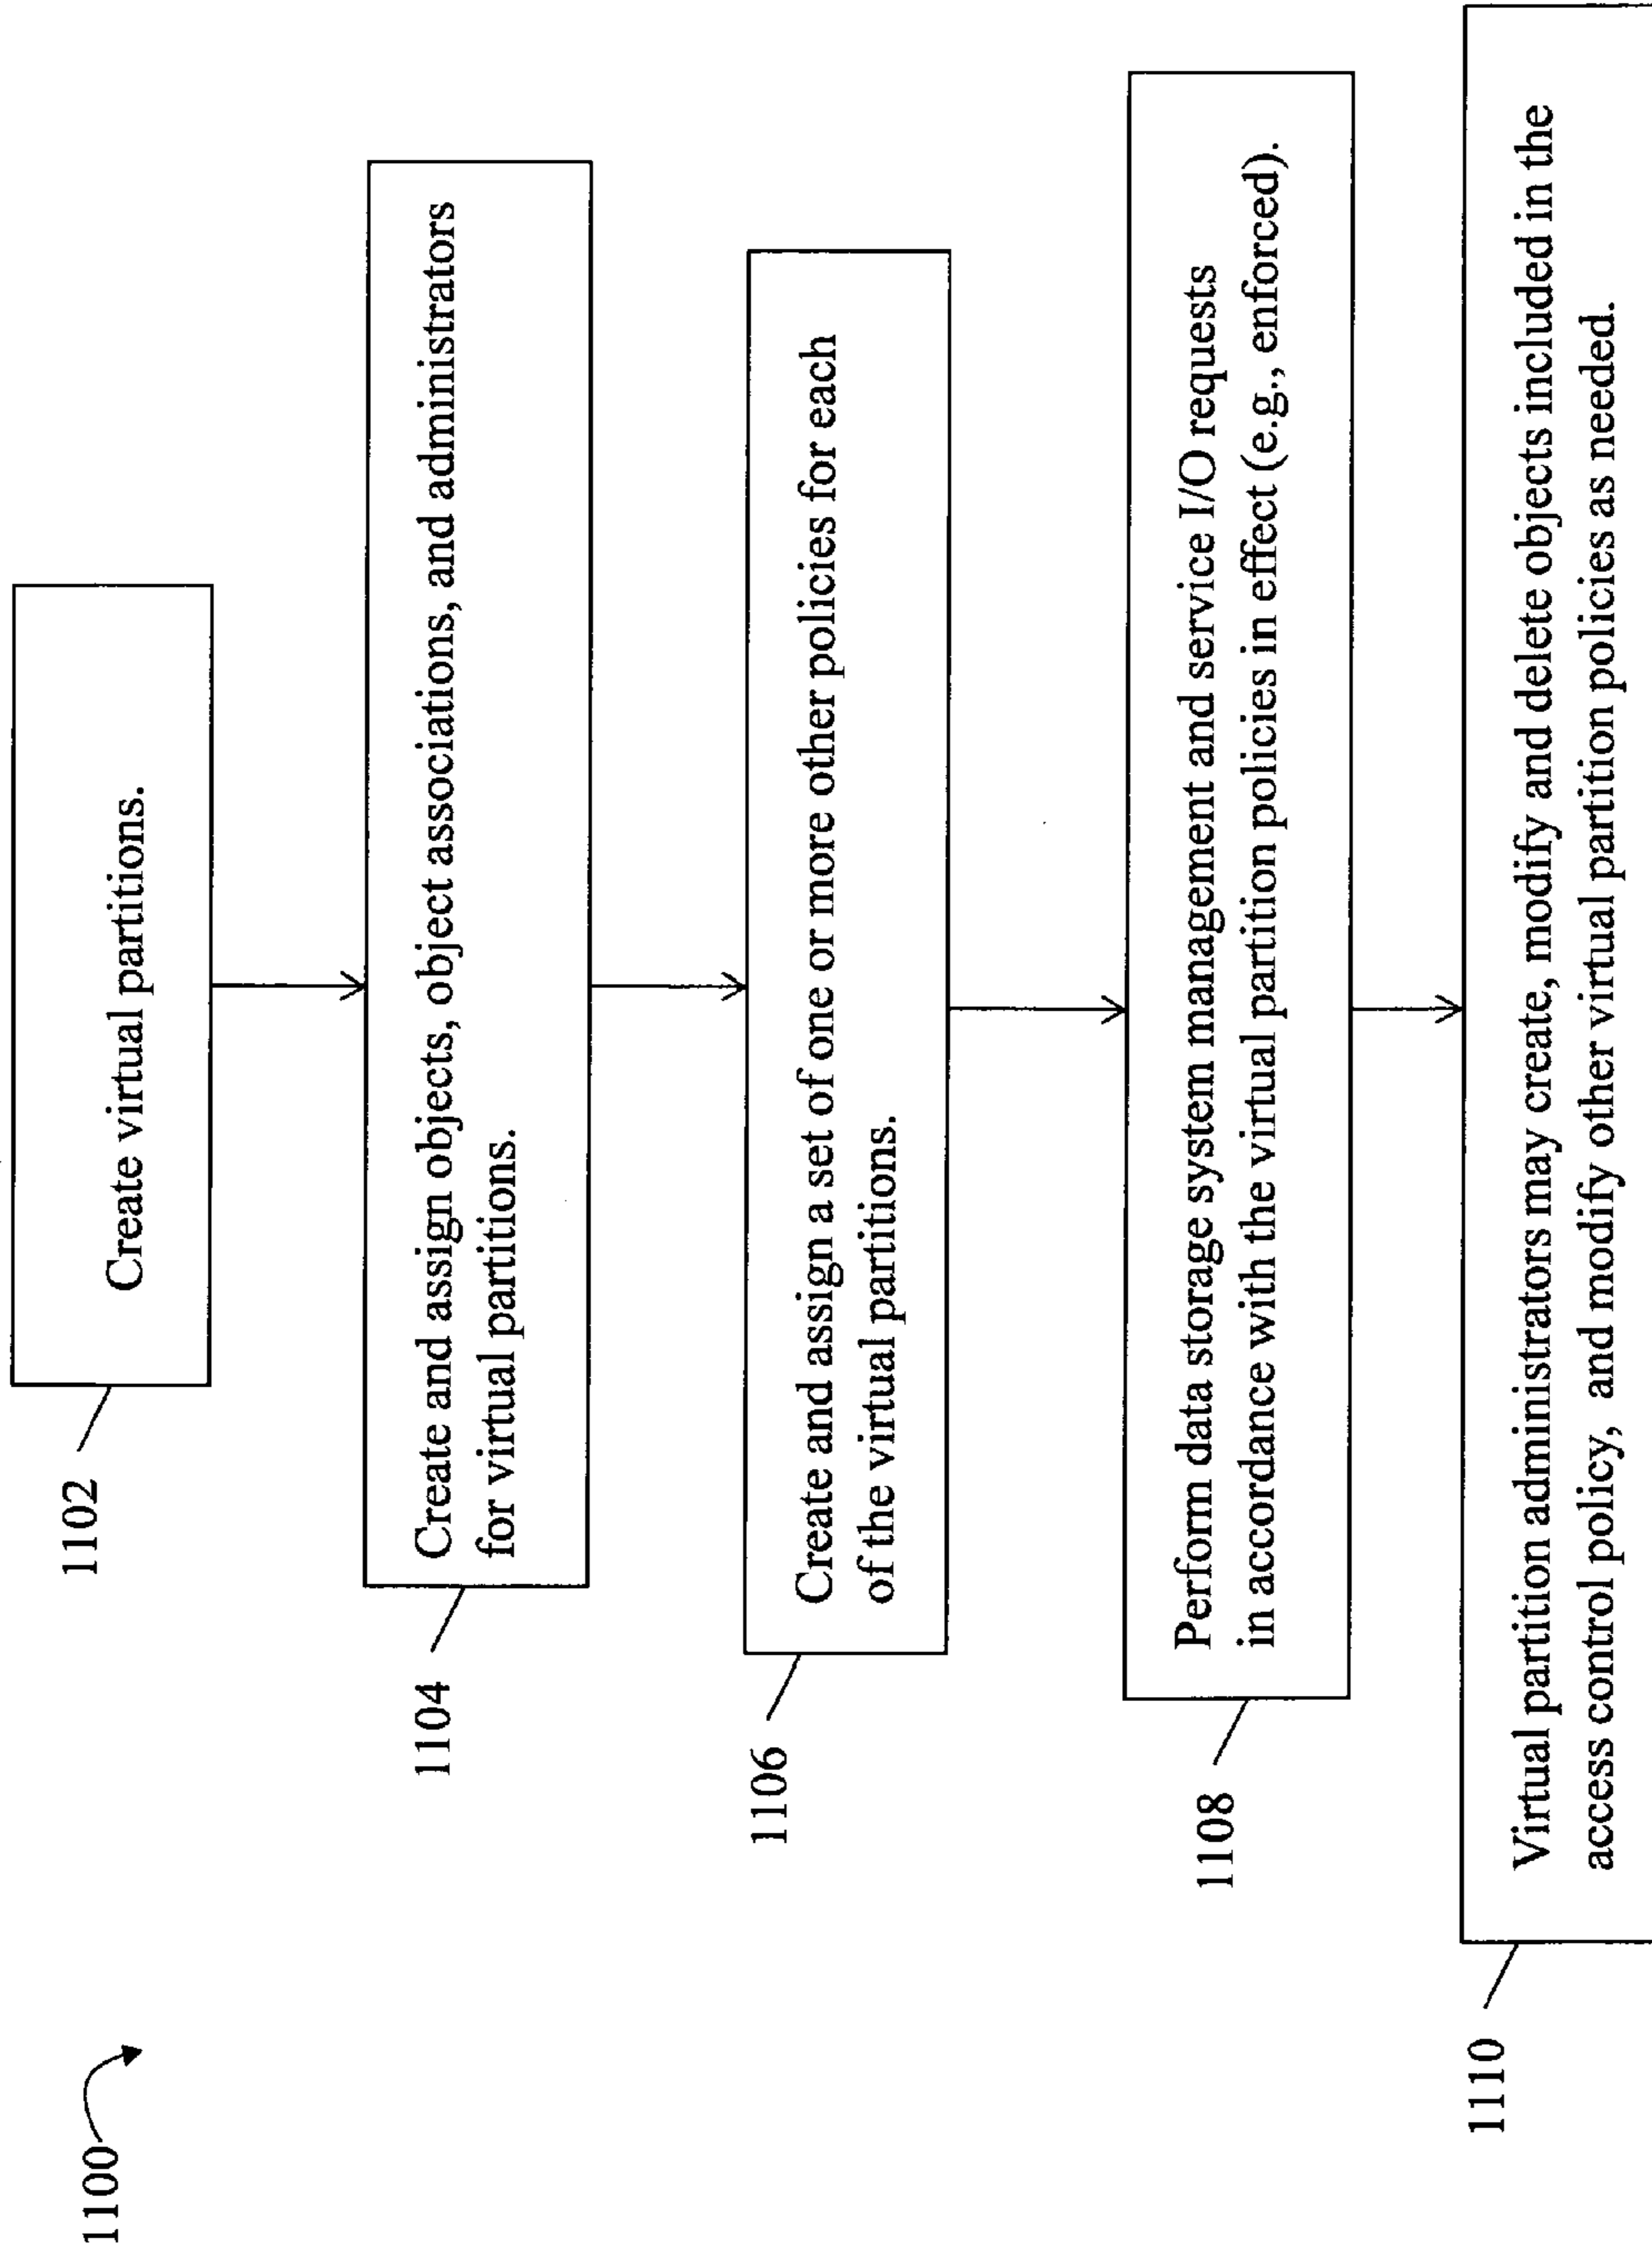 1100
1102
Create virtual partitions.
1104
Create and assign objects, object associations, and administrators
for virtual partitions.
1106
Create and assign a set of one or more other policies for each
of the virtual partitions.
1108
Perform data storage system management and service I/O requests
in accordance with the virtual partition policies in effect (e.g., enforced).
1110
Virtual partition administrators may create, modify and delete objects included in the
access control policy, and modify other virtual partition policies as needed.